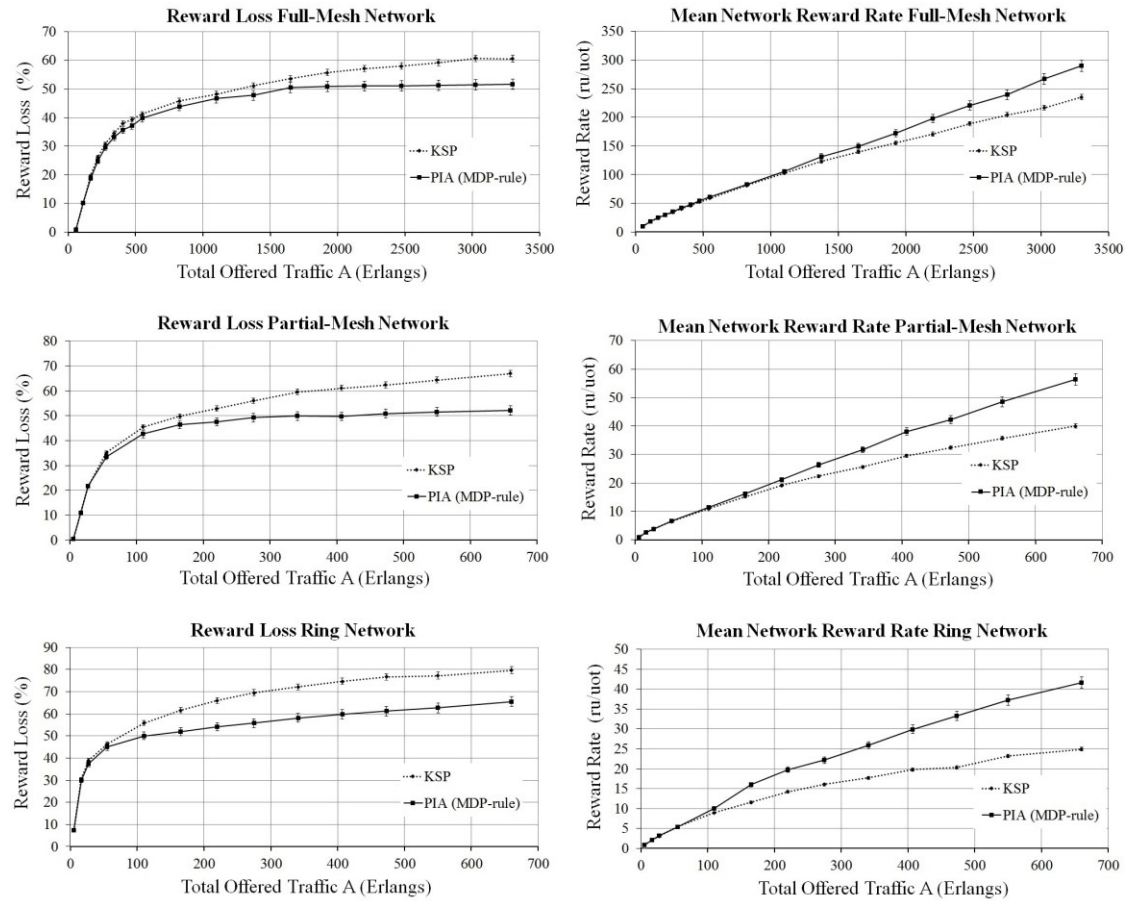 Reward Loss Full-Mesh Network
Reward Loss (%)
70
60
50
40
30
20
10
0
KSP
PIA (MDP-rule)
0 500 1000 1500 2000 2500 3000 3500
Total Offered Traffic A (Erlangs)
Mean Network Reward Rate Full-Mesh Network
Reward Rate (ru/uot)
350
300
250
200
150
100
50
0
KSP
PIA (MDP-rule)
0 500 1000 1500 2000 2500 3000 3500
Total Offered Traffic A (Erlangs)
Reward Loss Partial-Mesh Network
Reward Loss (%)
80
70
60
50
40
30
20
10
0
KSP
PIA (MDP-rule)
0 100 200 300 400 500 600 700
Total Offered Traffic A (Erlangs)
Mean Network Reward Rate Partial-Mesh Network
Reward Rate (ru/uot)
70
60
50
40
30
20
10
0
KSP
PIA (MDP-rule)
0 100 200 300 400 500 600 700
Total Offered Traffic A (Erlangs)
Reward Loss Ring Network
Reward Loss (%)
90
80
70
60
50
40
30
20
10
0
KSP
PIA (MDP-rule)
0 100 200 300 400 500 600 700
Total Offered Traffic A (Erlangs)
Mean Network Reward Rate Ring Network
Reward Rate (ru/uot)
50
45
40
35
30
25
20
15
10
5
0
KSP
PIA (MDP-rule)
0 100 200 300 400 500 600 700
Total Offered Traffic A (Erlangs)